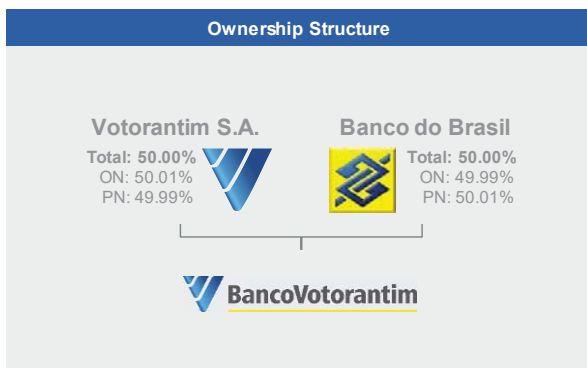 Ownership Structure
Votorantim S.A.
Total: 50.00%
ON: 50.01%
PN: 49.99%
Banco do Brasil
Total: 50.00%
ON: 49.99%
PN: 50.01%
BancoVotorantim